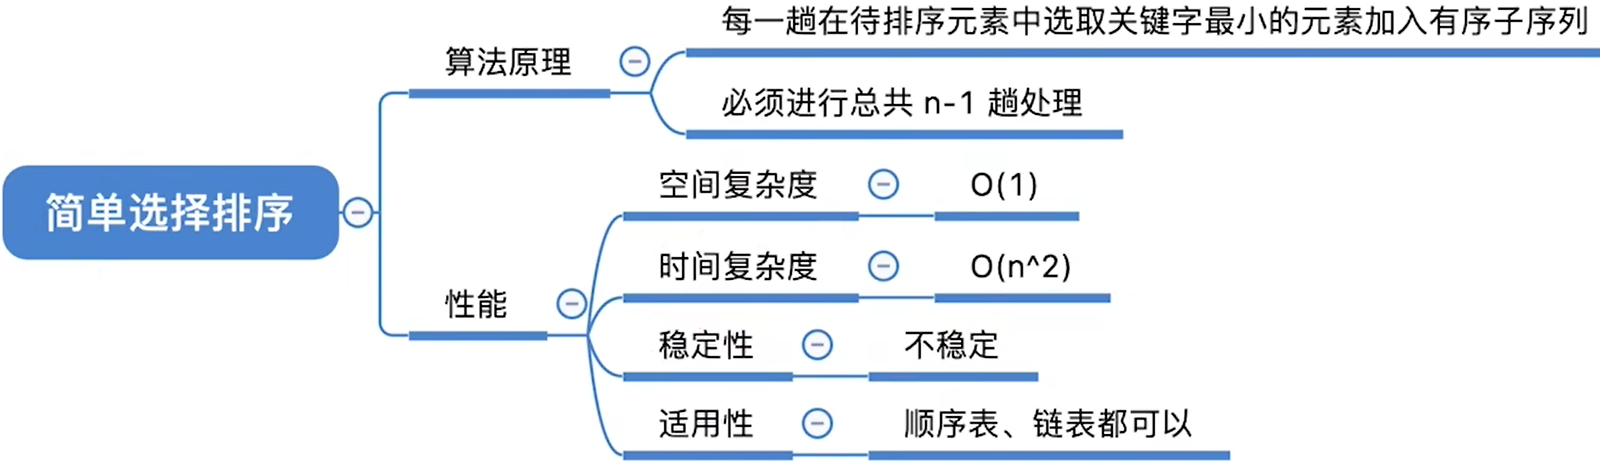 简单选择排序
算法原理
每一趟在待排序元素中选取关键字最小的元素加入有序子序列
必须进行总共 n-1 趟处理
性能
空间复杂度
O(1)
时间复杂度
O(n^2)
稳定性
不稳定
适用性
顺序表、链表都可以